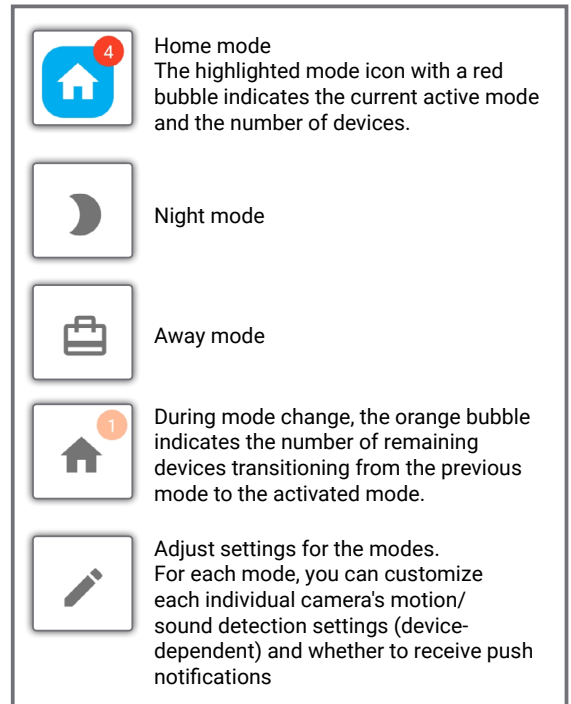 4
Home mode
The highlighted mode icon with a red
bubble indicates the current active mode
and the number of devices.
Night mode
Away mode
1
During mode change, the orange bubble
indicates the number of remaining
devices transitioning from the previous
mode to the activated mode.
Adjust settings for the modes.
For each mode, you can customize
each individual camera's motion/
sound detection settings (device-
dependent) and whether to receive push
notifications